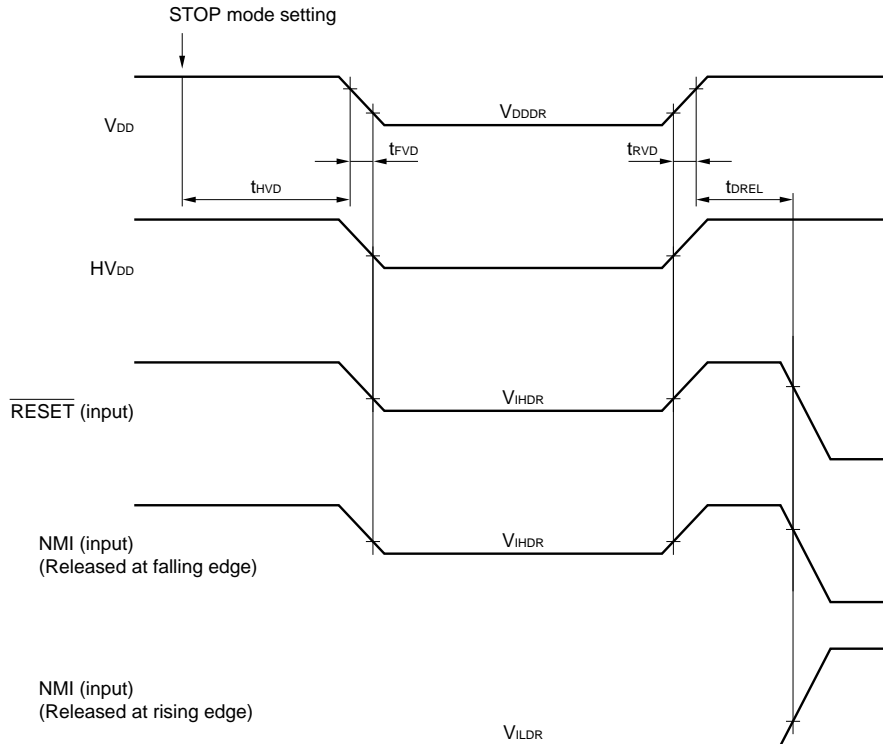 STOP mode setting
VDD
VDDDR
tFVD
tRVD
tHVD
tDREL
HVDD
RESET (input)
VIHDR
NMI (input)
(Released at falling edge)
VIHDR
NMI (input)
(Released at rising edge)
VILDR